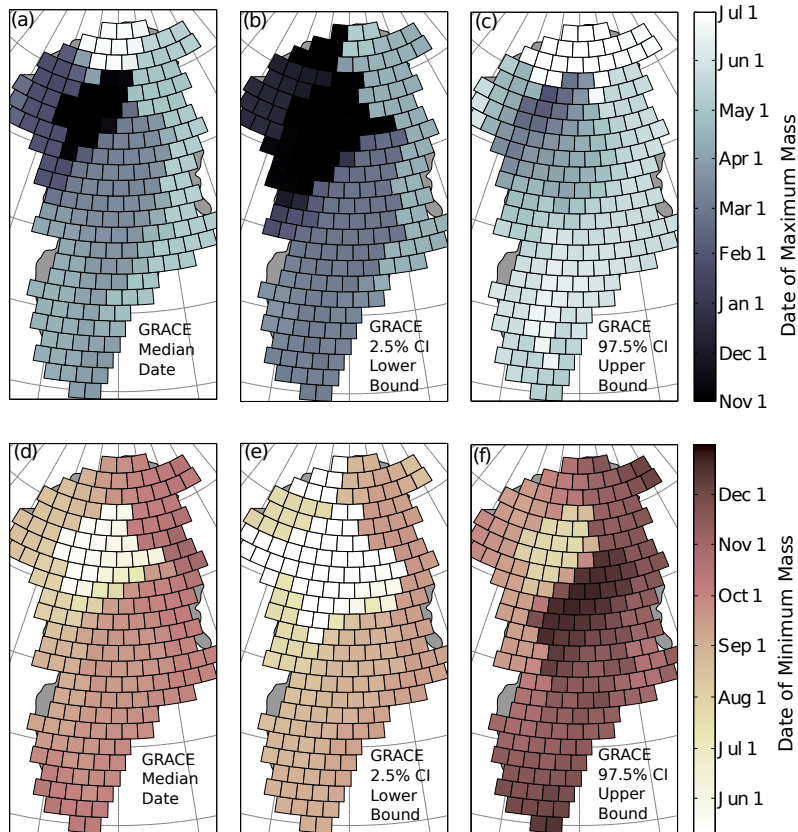 (a)
(b)
(c)
GRACE
Median
Date
GRACE
2.5% CI
Lower
Bound
GRACE
97.5% CI
Upper
Bound
Jul 1
Jun 1
May 1
Apr 1
Mar 1
Feb 1
Jan 1
Dec 1
Nov 1
Date of Maximum Mass
(d)
(e)
(f)
GRACE
Median
Date
GRACE
2.5% CI
Lower
Bound
GRACE
97.5% CI
Upper
Bound
Dec 1
Nov 1
Oct 1
Sep 1
Aug 1
Jul 1
Jun 1
Date of Minimum Mass